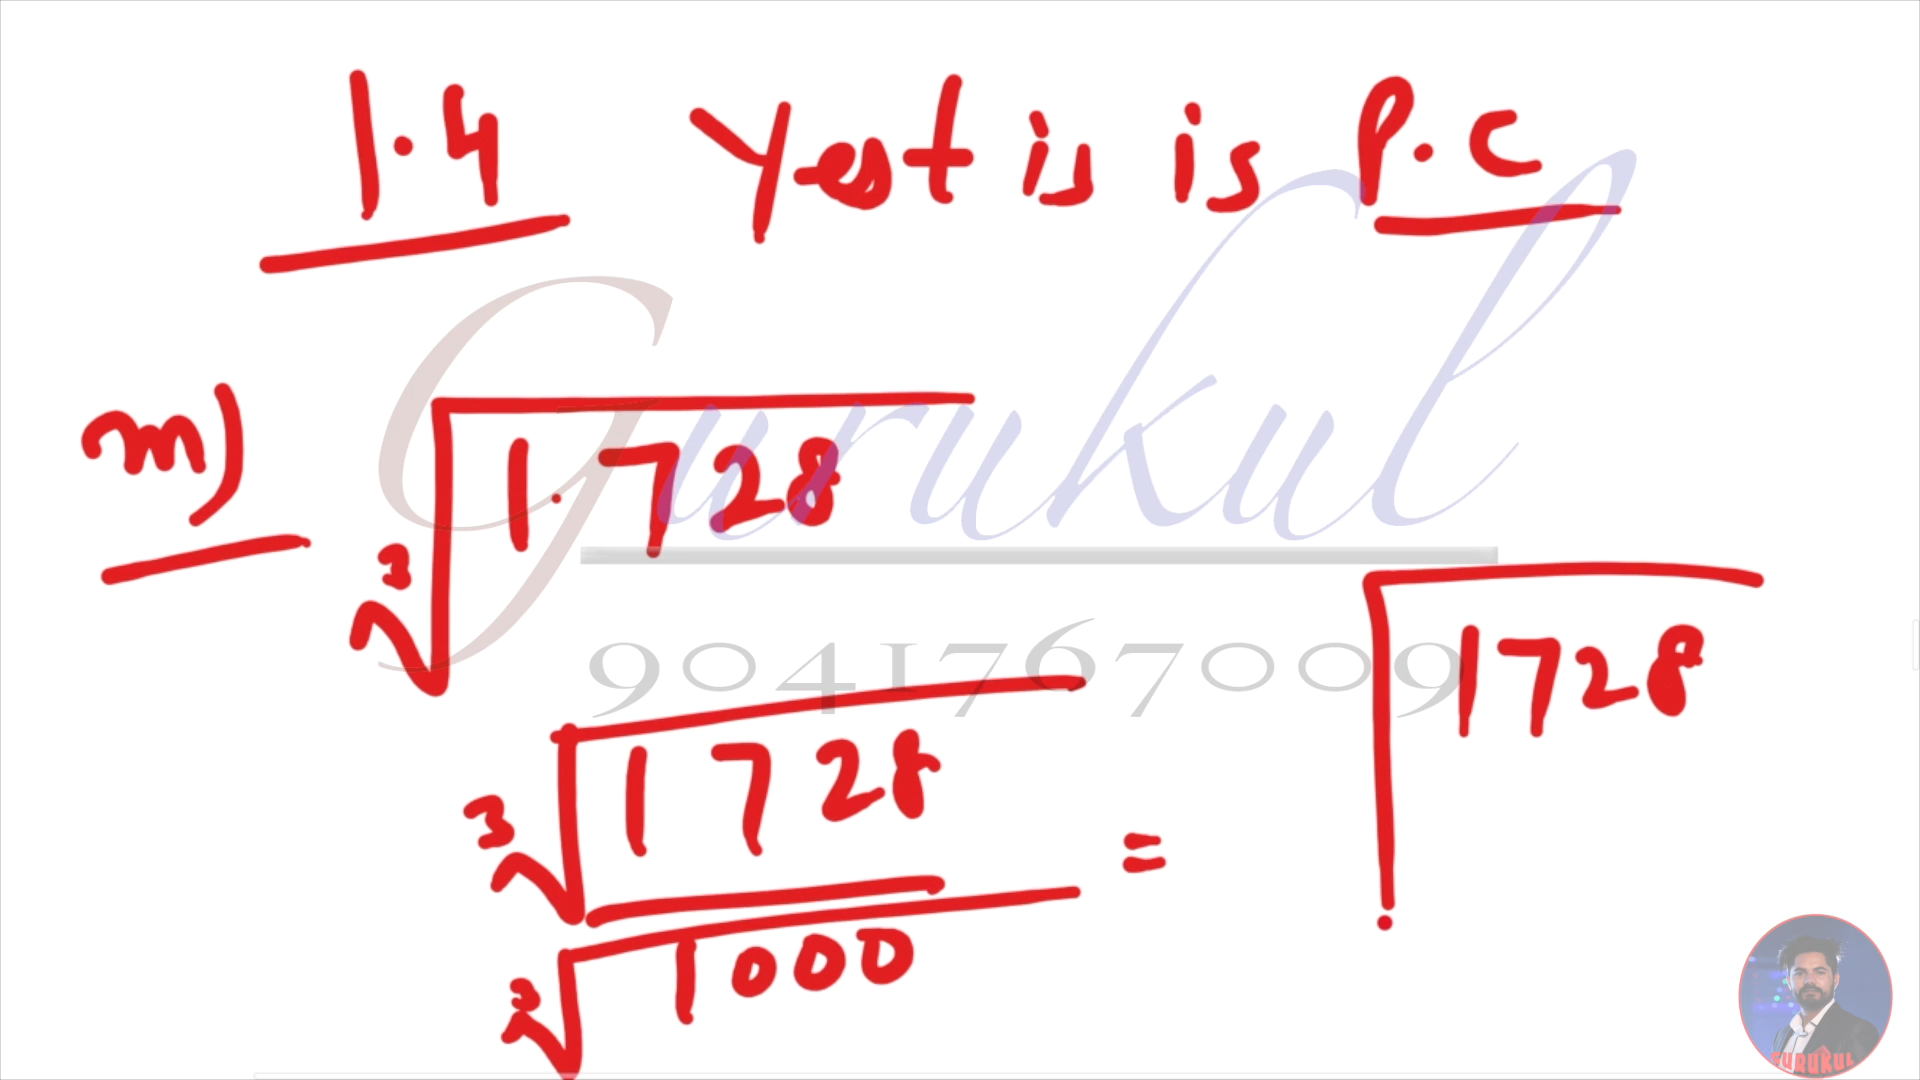 1.4 Yest is is P.C
m) ∛1.728
Gurukul
9041767009
∛1728 / ∛1000 =
1728
GURUKUL